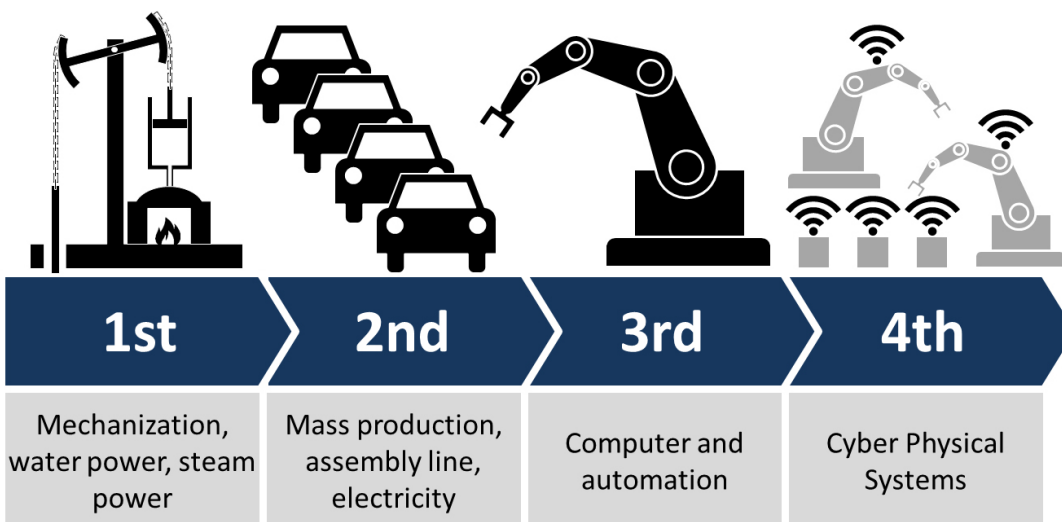 1st
2nd
3rd
4th
Mechanization,
water power, steam
power
Mass production,
assembly line,
electricity
Computer and
automation
Cyber Physical
Systems